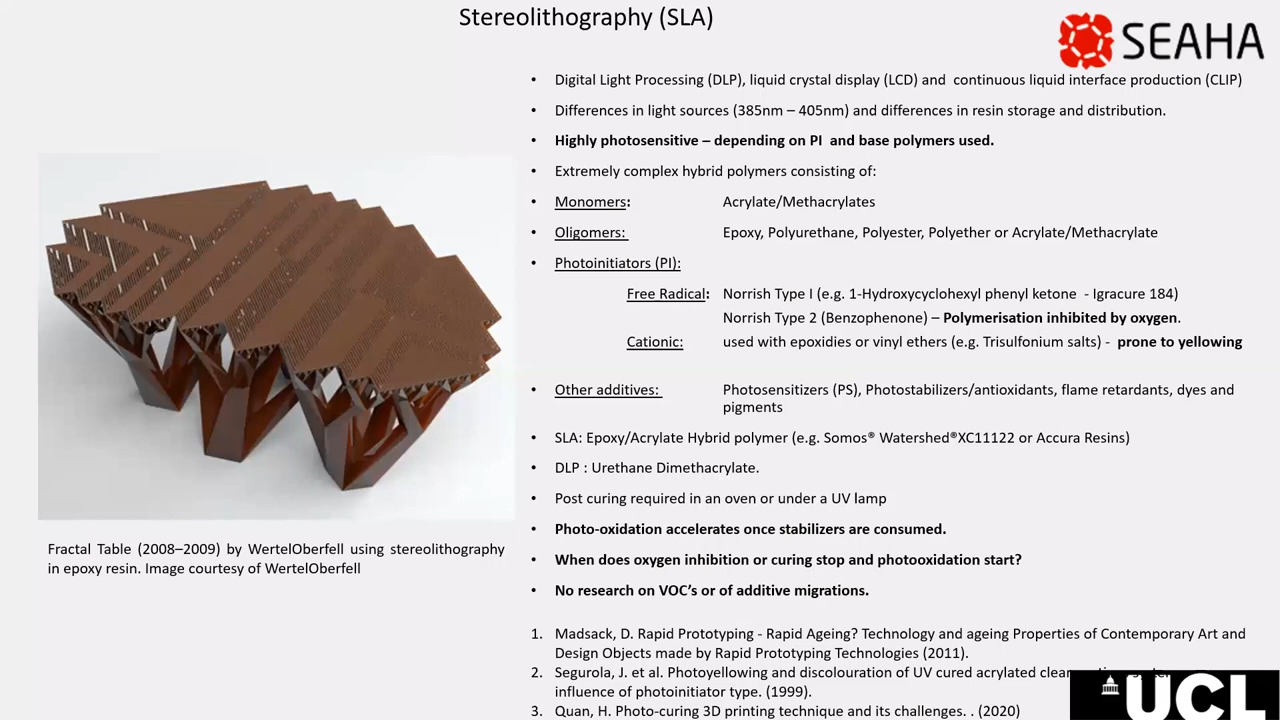 Stereolithography (SLA)
SEAHA
• Digital Light Processing (DLP), liquid crystal display (LCD) and continuous liquid interface production (CLIP)
• Differences in light sources (385nm – 405nm) and differences in resin storage and distribution.
• Highly photosensitive – depending on PI and base polymers used.
• Extremely complex hybrid polymers consisting of:
• Monomers: Acrylate/Methacrylates
• Oligomers: Epoxy, Polyurethane, Polyester, Polyether or Acrylate/Methacrylate
• Photoinitiators (PI):
Free Radical: Norrish Type I (e.g. 1-Hydroxycyclohexyl phenyl ketone - Igracure 184)
Norrish Type 2 (Benzophenone) – Polymerisation inhibited by oxygen.
Cationic: used with epoxidies or vinyl ethers (e.g. Trisulfonium salts) - prone to yellowing
• Other additives: Photosensitizers (PS), Photostabilizers/antioxidants, flame retardants, dyes and
pigments
• SLA: Epoxy/Acrylate Hybrid polymer (e.g. Somos® Watershed®XC11122 or Accura Resins)
• DLP : Urethane Dimethacrylate.
• Post curing required in an oven or under a UV lamp
• Photo-oxidation accelerates once stabilizers are consumed.
• When does oxygen inhibition or curing stop and photooxidation start?
• No research on VOC's or of additive migrations.
Fractal Table (2008–2009) by WertelOberfell using stereolithography
in epoxy resin. Image courtesy of WertelOberfell
1. Madsack, D. Rapid Prototyping - Rapid Ageing? Technology and ageing Properties of Contemporary Art and
Design Objects made by Rapid Prototyping Technologies (2011).
2. Segurola, J. et al. Photoyellowing and discolouration of UV cured acrylated clear
influence of photoinitiator type. (1999).
3. Quan, H. Photo-curing 3D printing technique and its challenges. . (2020)
UCL